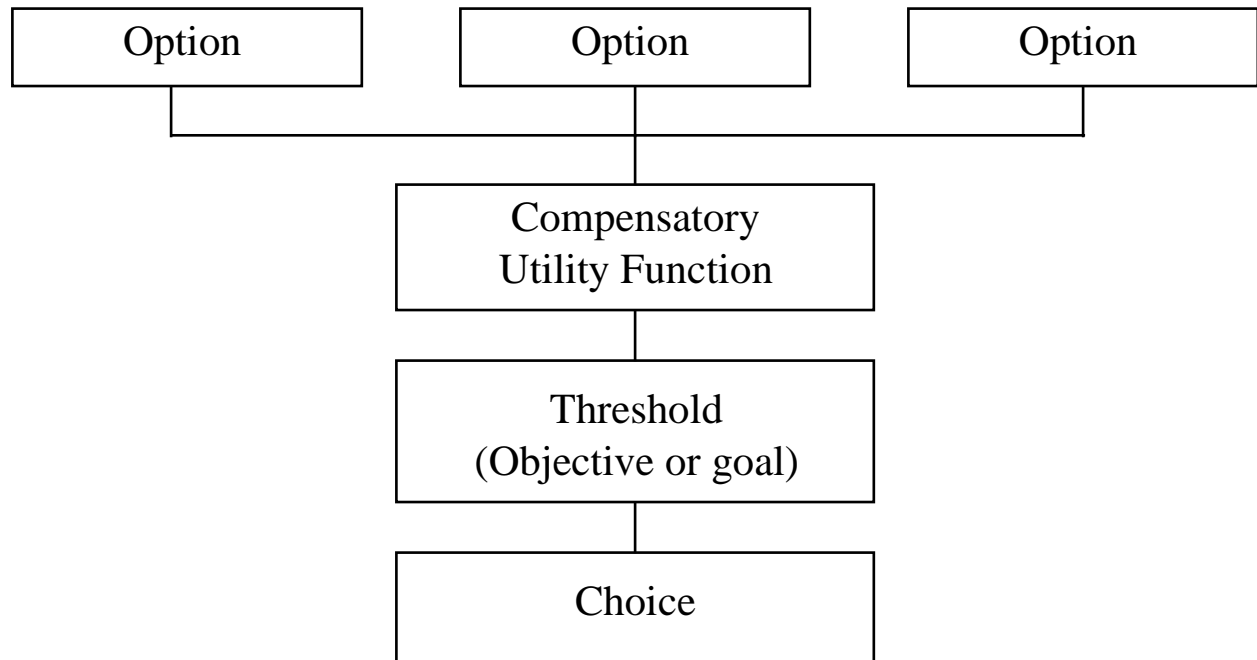 Option
Option
Option
Compensatory
Utility Function
Threshold
(Objective or goal)
Choice